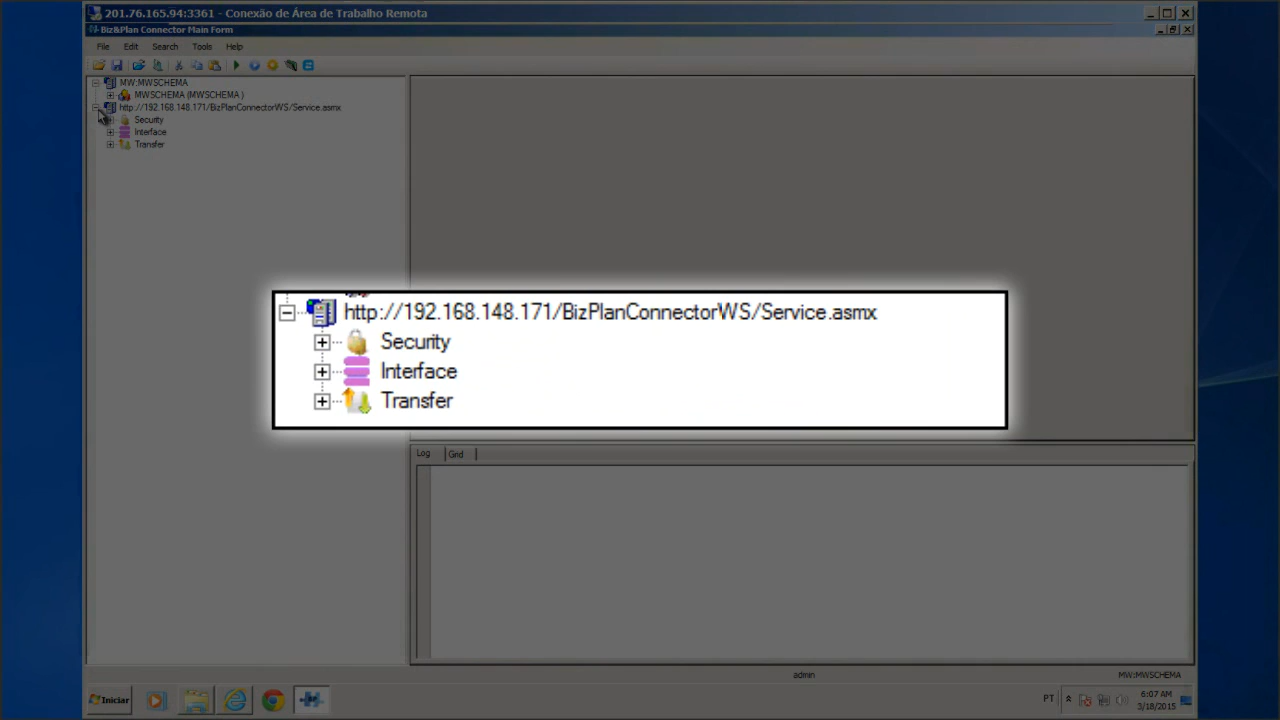 201.76.165.94:3361 - Conexão de Área de Trabalho Remota
Biz&Plan Connector Main Form
File Edit Search Tools Help
MW:MWSCHEMA
MWSCHEMA (MWSCHEMA )
http://192.168.148.171/BizPlanConnectorWS/Service.asmx
Security
Interface
Transfer
http://192.168.148.171/BizPlanConnectorWS/Service.asmx
Security
Interface
Transfer
Log Grid
admin MW:MWSCHEMA
Iniciar PT 6:07 AM
3/18/2015